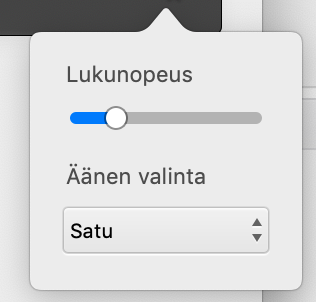 Lukunopeus
Äänen valinta
Satu